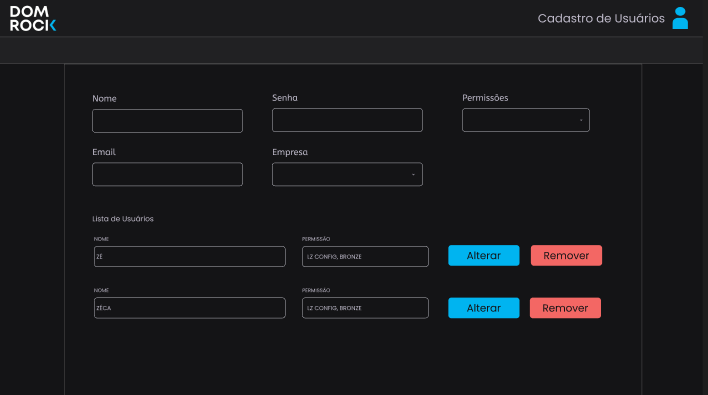 DOM
ROCK
Cadastro de Usuários
Nome
Senha
Permissões
Email
Empresa
Lista de Usuários
NOME
PERMISSÃO
ZÉ
LZ CONFIG, BRONZE
Alterar
Remover
NOME
PERMISSÃO
ZÉCA
LZ CONFIG, BRONZE
Alterar
Remover